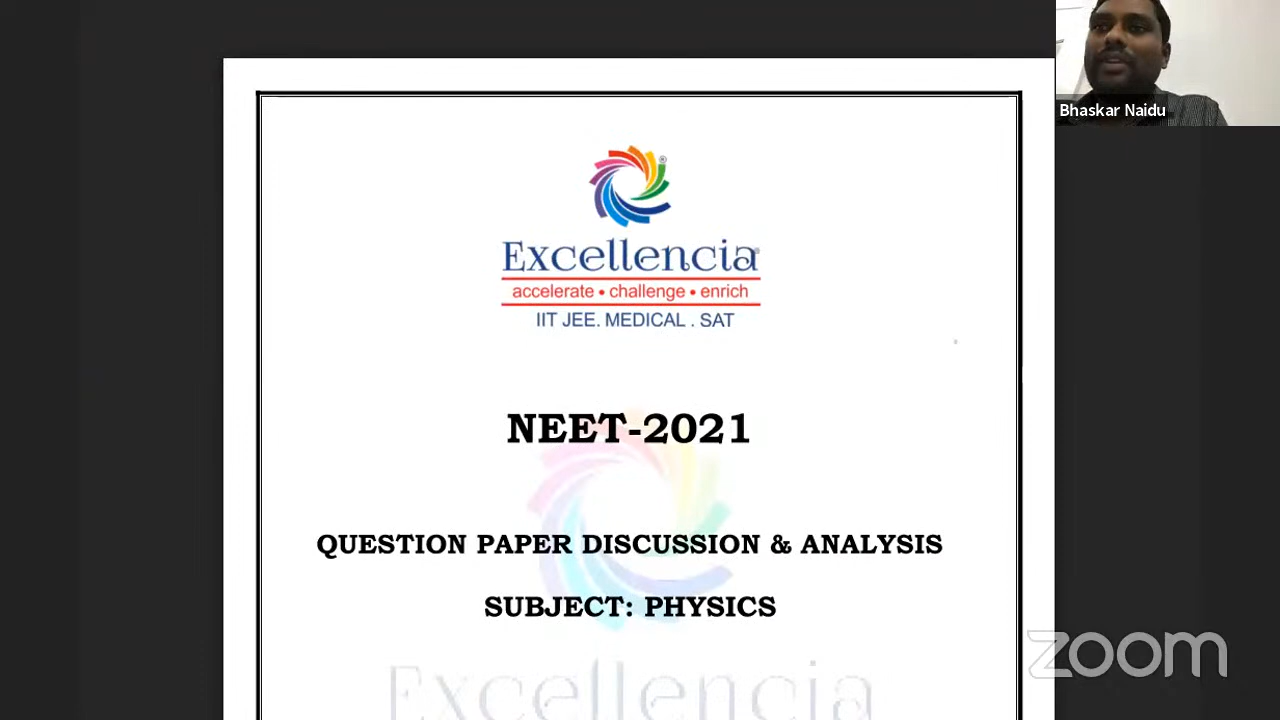 Bhaskar Naidu
Excellencia
accelerate • challenge • enrich
IIT JEE. MEDICAL . SAT
NEET-2021
QUESTION PAPER DISCUSSION & ANALYSIS
SUBJECT: PHYSICS
zoom
Excellencia